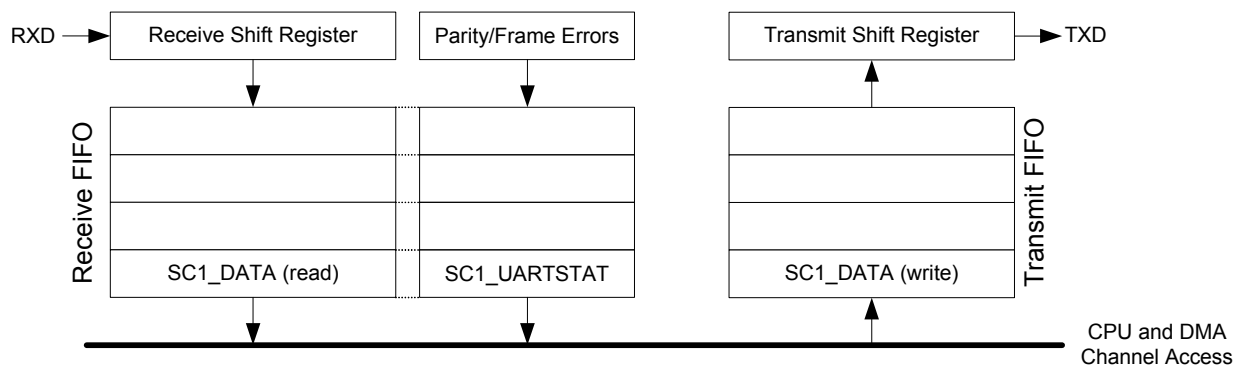 RXD
Receive Shift Register
Parity/Frame Errors
Transmit Shift Register
TXD
Receive FIFO
Transmit FIFO
SC1_DATA (read)
SC1_UARTSTAT
SC1_DATA (write)
CPU and DMA
Channel Access